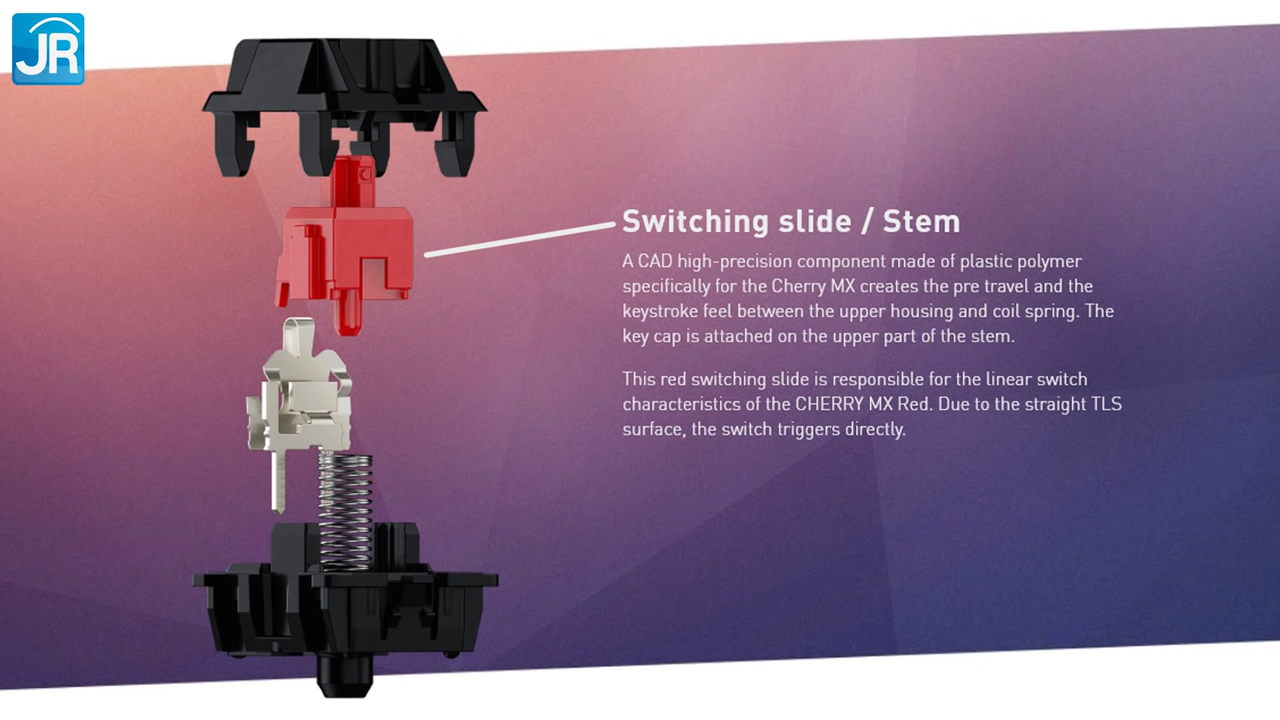 JR
Switching slide / Stem
A CAD high-precision component made of plastic polymer
specifically for the Cherry MX creates the pre travel and the
keystroke feel between the upper housing and coil spring. The
key cap is attached on the upper part of the stem.
This red switching slide is responsible for the linear switch
characteristics of the CHERRY MX Red. Due to the straight TLS
surface, the switch triggers directly.